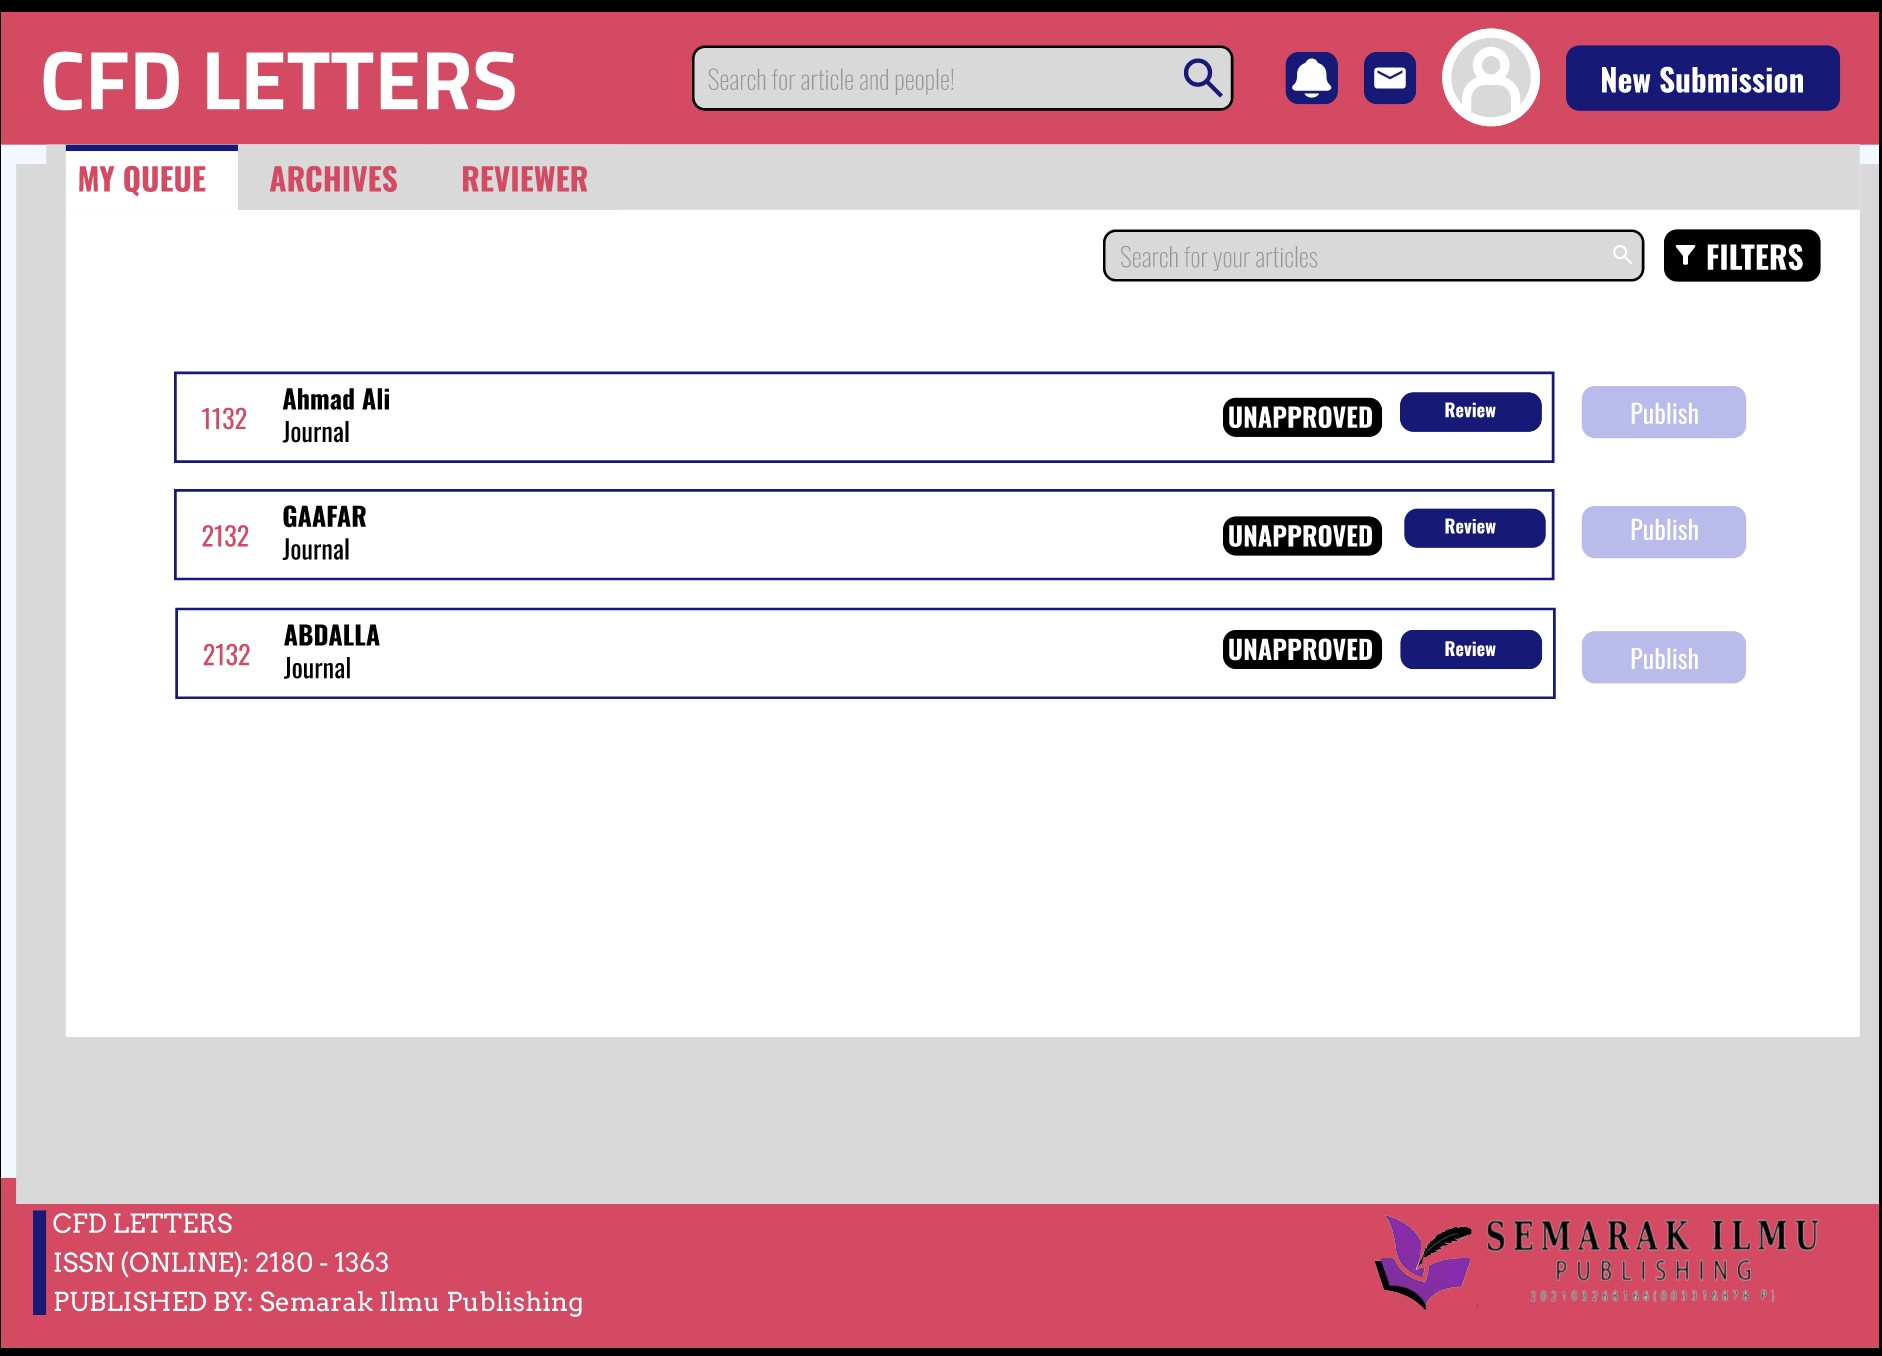 CFD LETTERS
Search for article and people!
New Submission
MY QUEUE
ARCHIVES
REVIEWER
Search for your articles
FILTERS
1132
Ahmad Ali
Journal
UNAPPROVED
Review
Publish
2132
GAAFAR
Journal
UNAPPROVED
Review
Publish
2132
ABDALLA
Journal
UNAPPROVED
Review
Publish
CFD LETTERS
ISSN (ONLINE): 2180 - 1363
PUBLISHED BY: Semarak Ilmu Publishing
SEMARAK ILMU
PUBLISHING